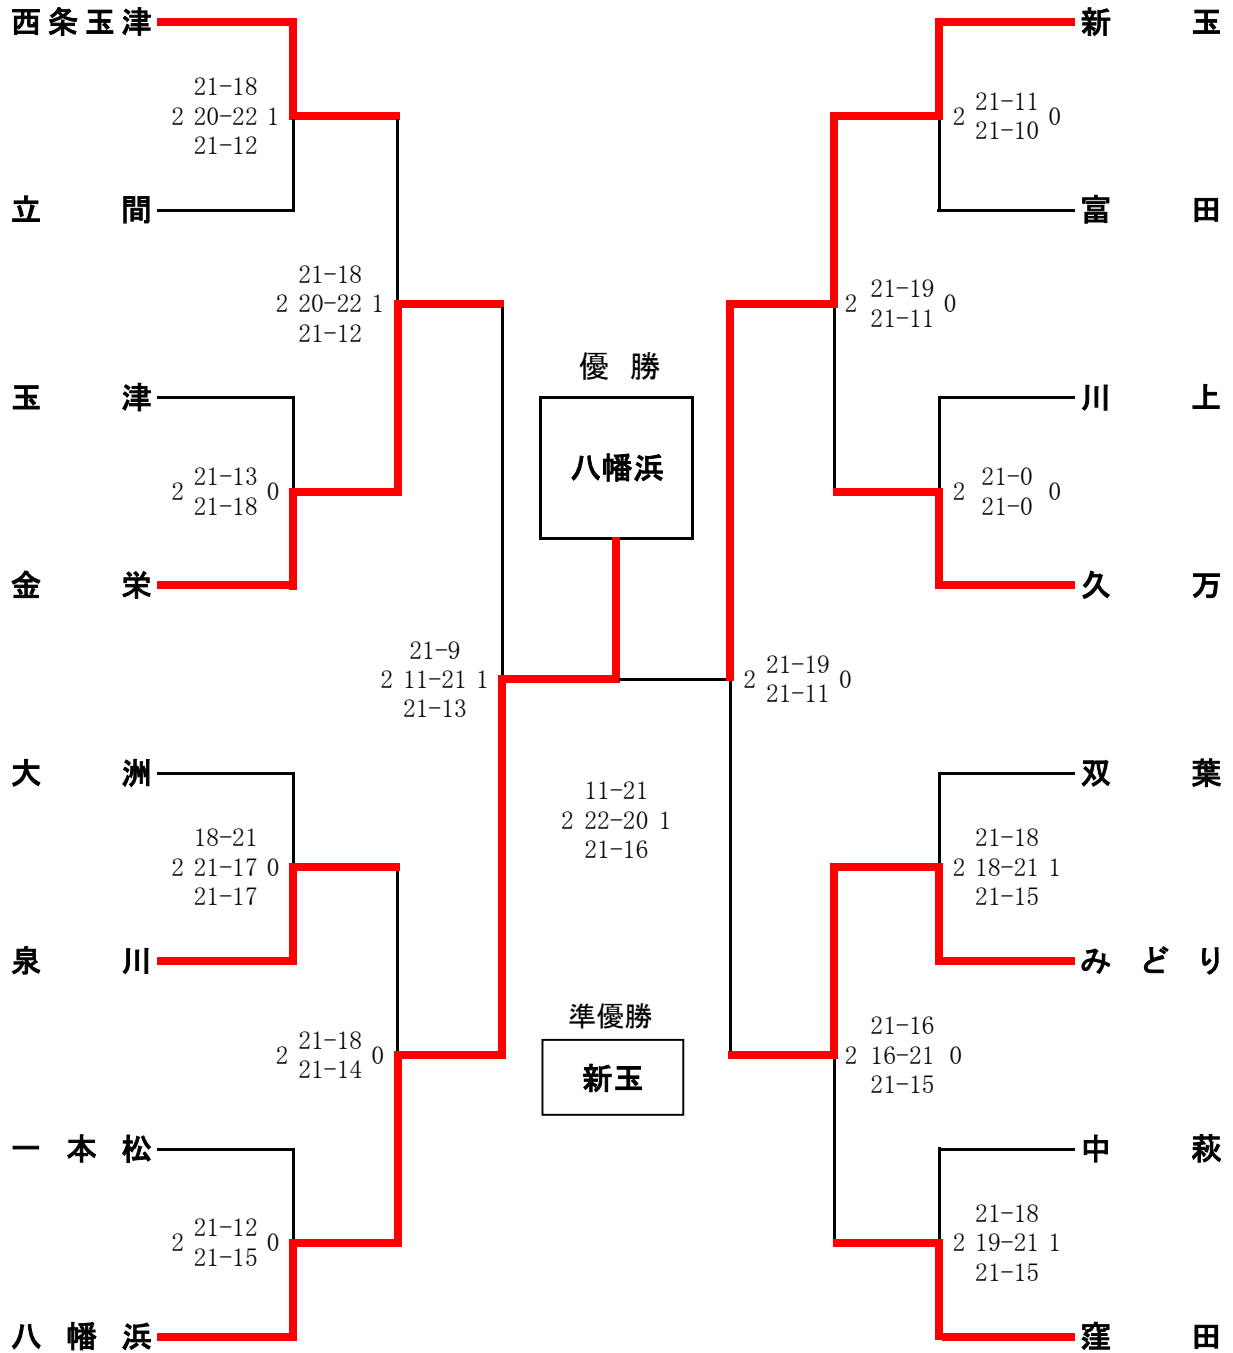 西条玉津
新玉
21-18
2 20-22 1
21-12
21-11
2 0
21-10
立間
富田
21-18
2 20-22 1
21-12
21-19
2 0
21-11
優勝
玉津
川上
八幡浜
21-13
2 0
21-18
21-0
2 0
21-0
金栄
久万
21-9
2 11-21 1
21-13
21-19
2 0
21-11
大洲
双葉
11-21
2 22-20 1
21-16
18-21
2 21-17 0
21-17
21-18
2 18-21 1
21-15
泉川
みどり
準優勝
新玉
21-18
2 0
21-14
21-16
2 16-21 0
21-15
一本松
中萩
21-12
2 0
21-15
21-18
2 19-21 1
21-15
八幡浜
窪田